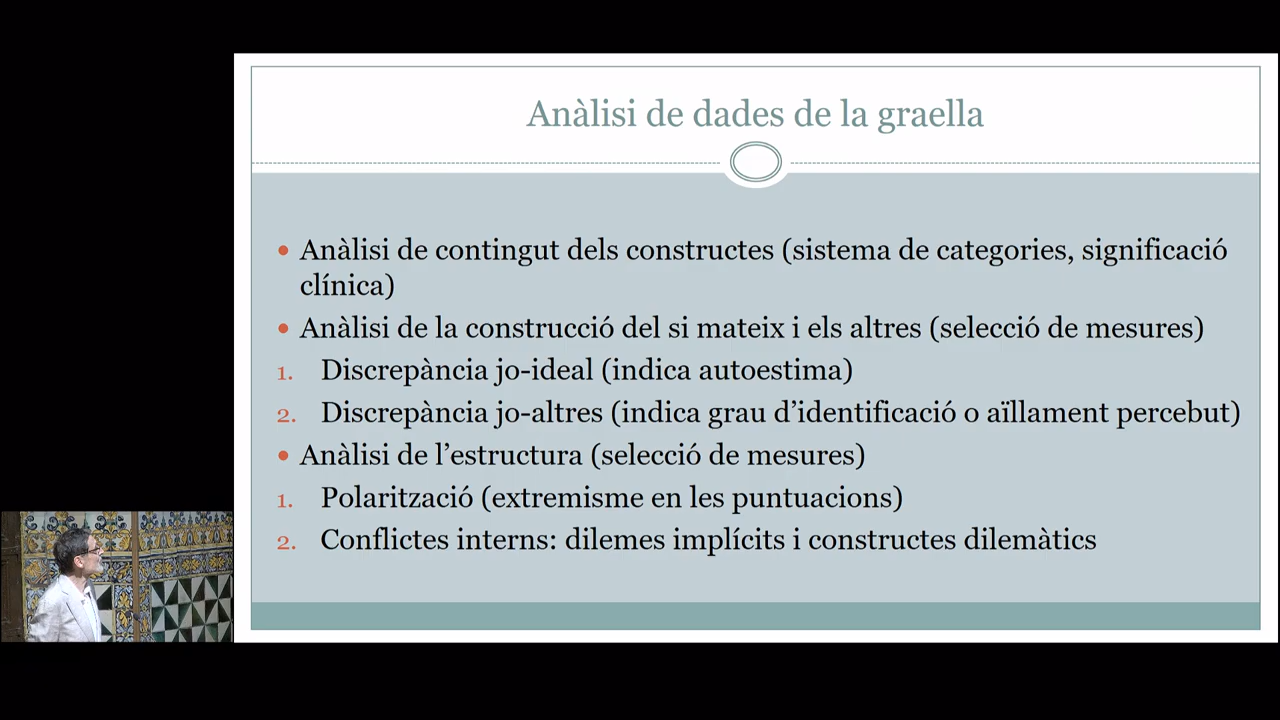 Anàlisi de dades de la graella
• Anàlisi de contingut dels constructes (sistema de categories, significació
clínica)
• Anàlisi de la construcció del si mateix i els altres (selecció de mesures)
1. Discrepància jo-ideal (indica autoestima)
2. Discrepància jo-altres (indica grau d’identificació o aïllament percebut)
• Anàlisi de l’estructura (selecció de mesures)
1. Polarització (extremisme en les puntuacions)
2. Conflictes interns: dilemes implícits i constructes dilemàtics